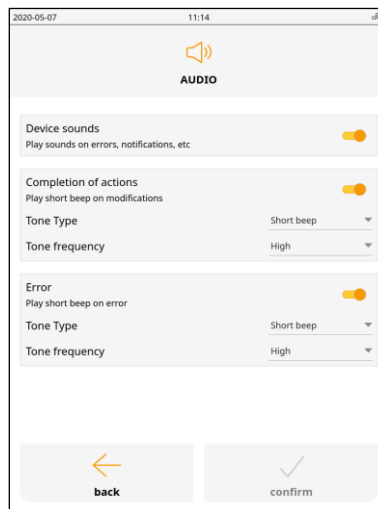 2020-05-07 11:14
AUDIO
Device sounds
Play sounds on errors, notifications, etc
Completion of actions
Play short beep on modifications
Tone Type Short beep
Tone frequency High
Error
Play short beep on error
Tone Type Short beep
Tone frequency High
back confirm